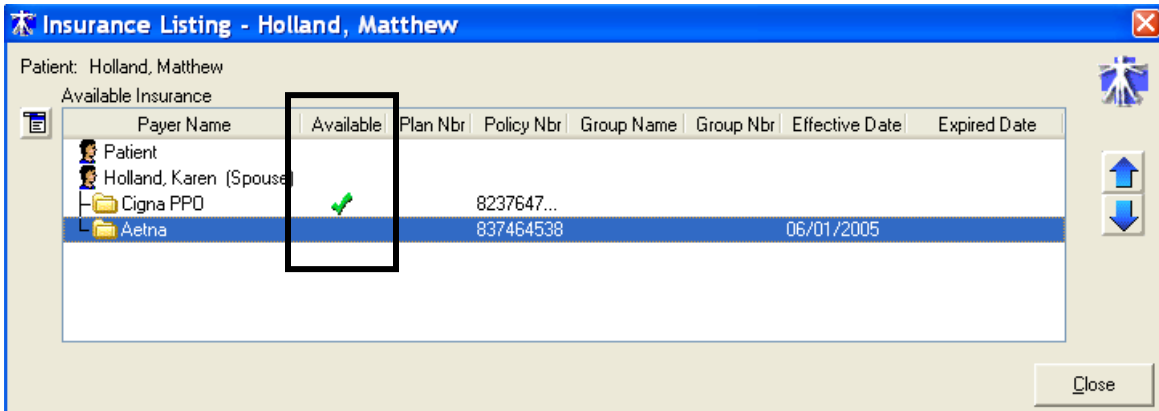 Insurance Listing - Holland, Matthew
Patient: Holland, Matthew
Available Insurance
Payer Name Available Plan Nbr Policy Nbr Group Name Group Nbr Effective Date Expired Date
Patient
Holland, Karen (Spouse)
Cigna PPO 8237647...
Aetna 837464538 06/01/2005
Close